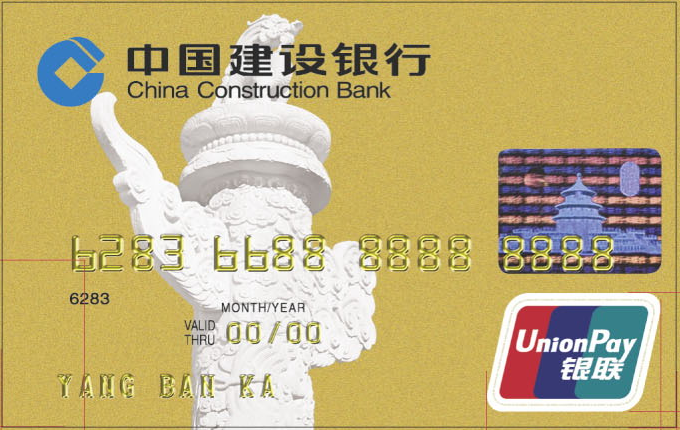 中国建设银行
China Construction Bank
6283 6688 8888 8888
6283
MONTH/YEAR
VALID THRU 00/00
YANG BAN KA
UnionPay
银联